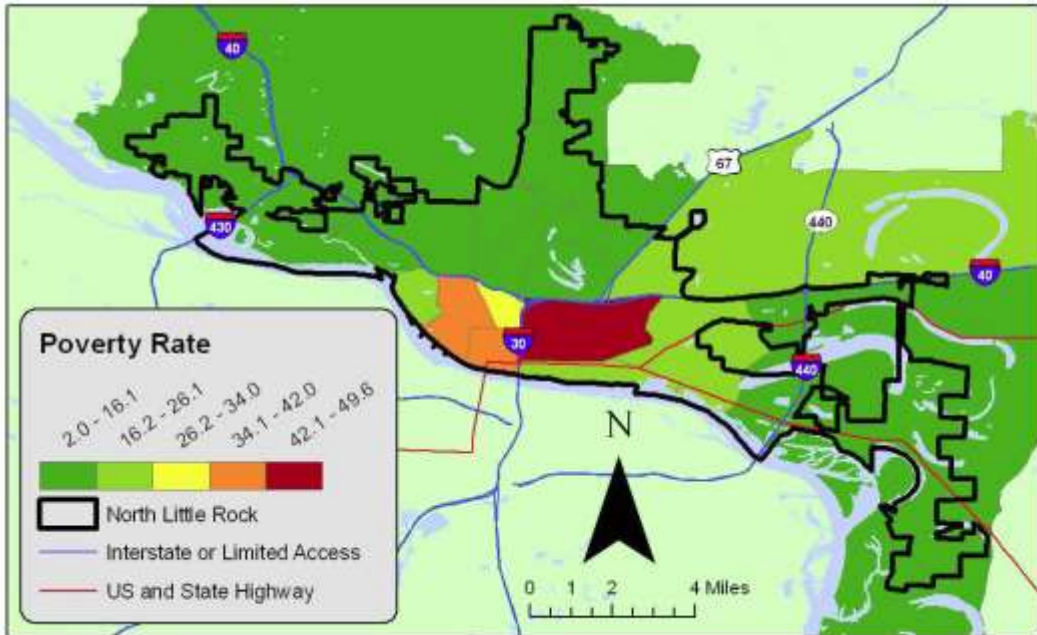 40
67
440
430
40
30
440
Poverty Rate
2.0 - 16.1
16.2 - 26.1
26.2 - 34.0
34.1 - 42.0
42.1 - 49.6
North Little Rock
Interstate or Limited Access
US and State Highway
N
0 1 2 4 Miles